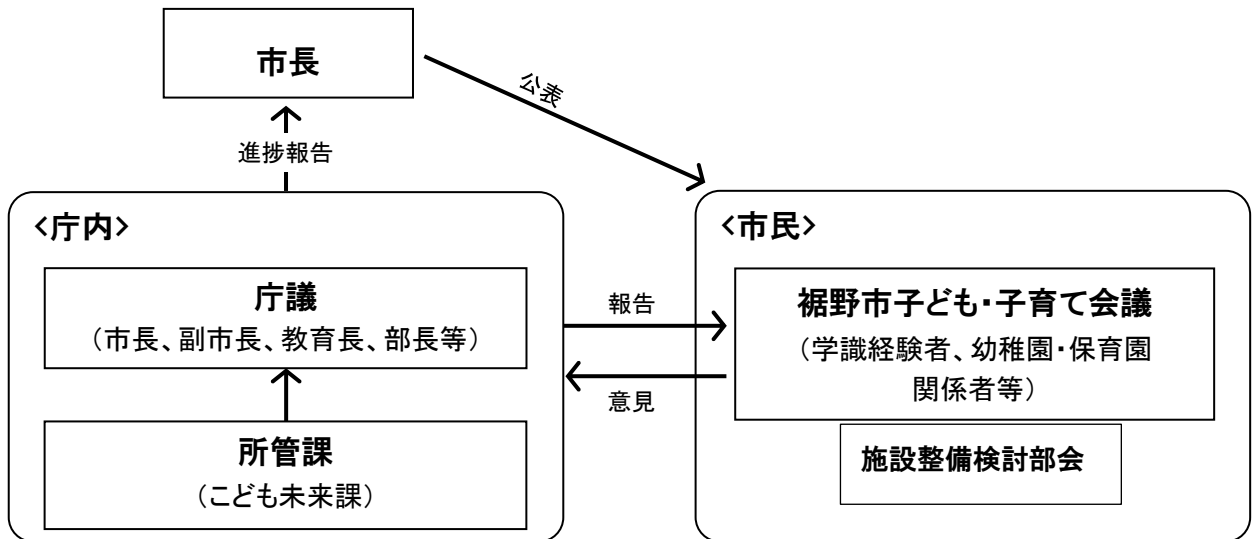 市長
公表
進捗報告
<庁内>
庁議
（市長、副市長、教育長、部長等）
所管課
（こども未来課）
報告
意見
<市民>
裾野市子ども・子育て会議
（学識経験者、幼稚園・保育園
関係者等）
施設整備検討部会